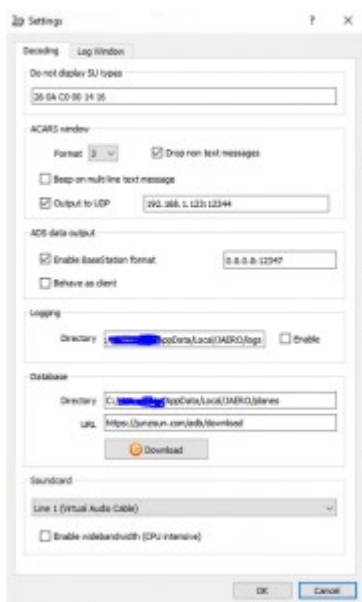 Settings
Decoding Log Window
Do not display SU types
26 0A C0 00 14 16
ACARS window
Format 3 Drop non text messages
Beep on multi line text message
Output to UDP 192.168.1.123:12344
ADS data output
Enable BaseStation format 0.0.0.0:12347
Behave as client
Logging
Directory AppData/Local/JAERO/logs Enable
Database
Directory C:/ AppData/Local/JAERO/planes
URL https://junzisun.com/adb/download
Download
Soundcard
Line 1 (Virtual Audio Cable)
Enable widebandwidth (CPU intensive)
OK Cancel